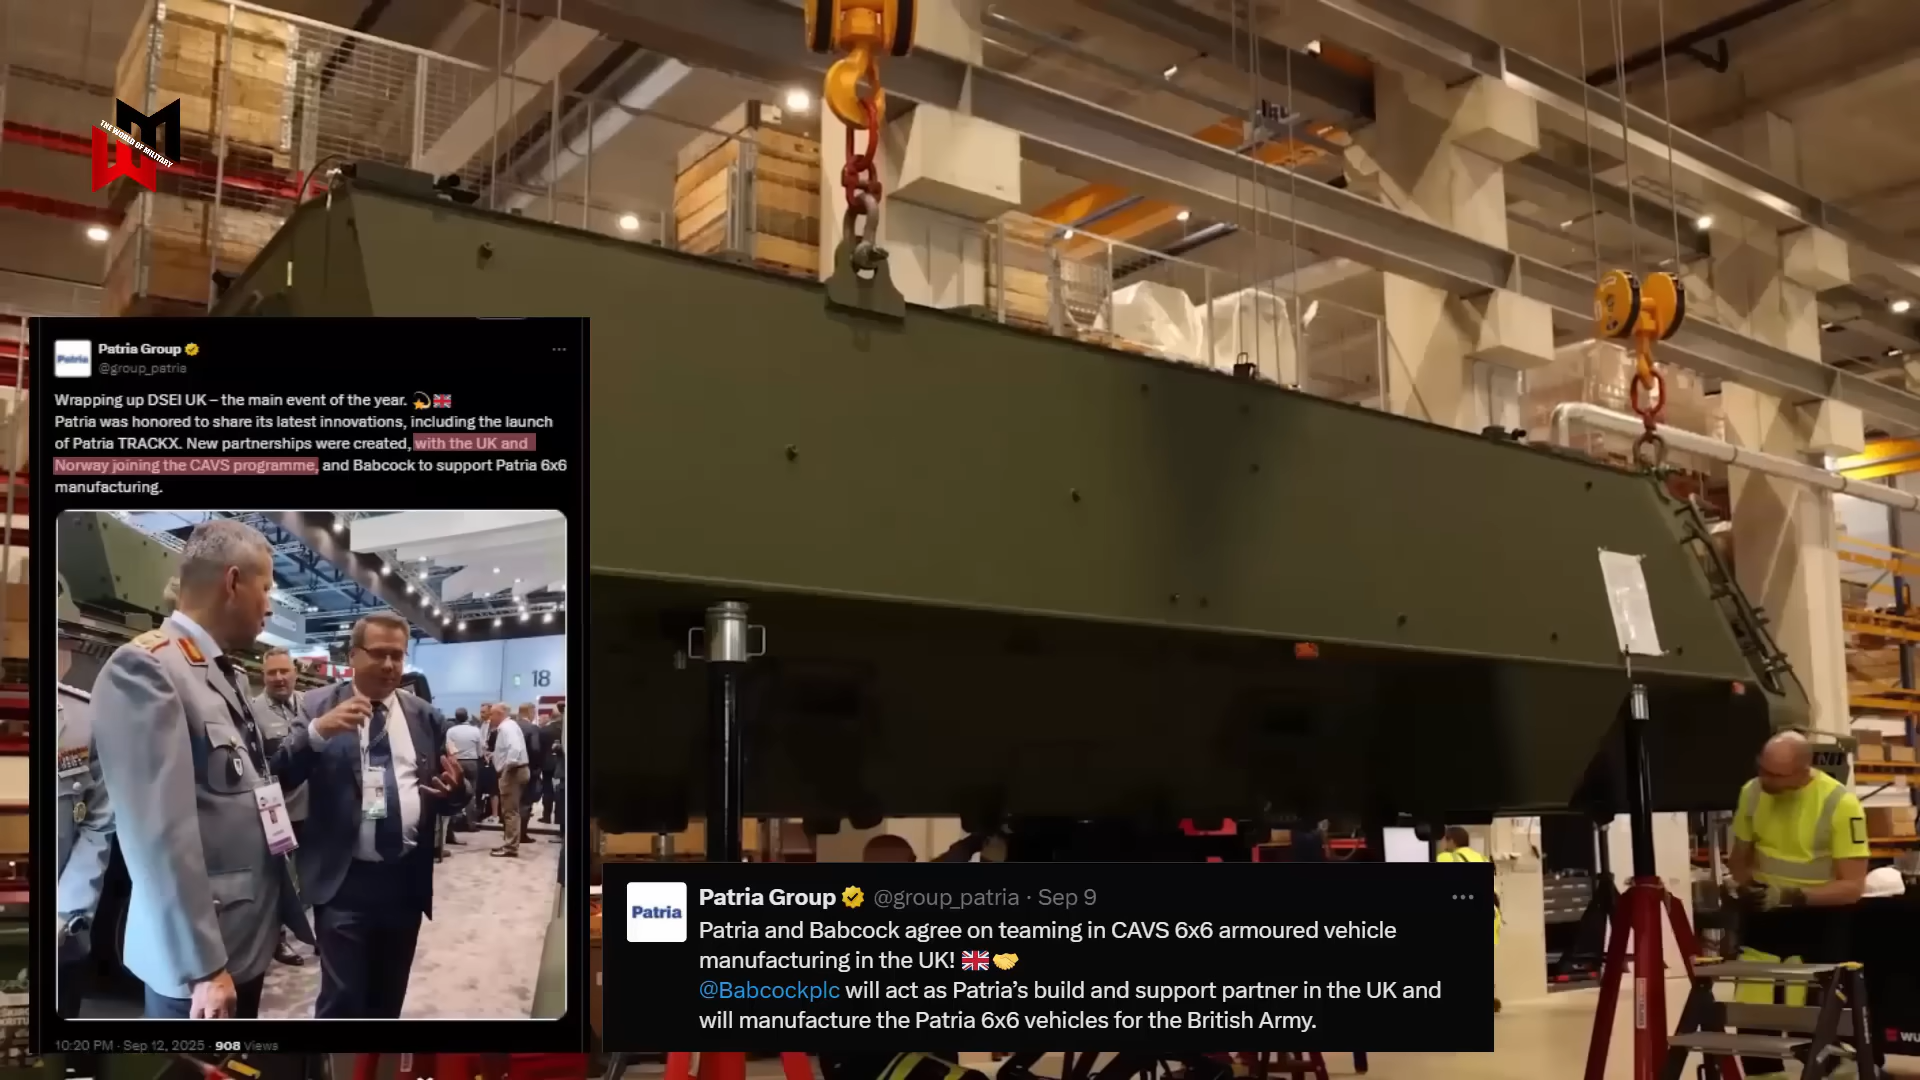 THE WORLD OF MILITARY
Patria
Patria Group
@group_patria
Wrapping up DSEI UK – the main event of the year. 💫🇬🇧
Patria was honored to share its latest innovations, including the launch
of Patria TRACKX. New partnerships were created, with the UK and
Norway joining the CAVS programme, and Babcock to support Patria 6x6
manufacturing.
18
10:20 PM · Sep 12, 2025 · 908 Views
Patria
Patria Group @group_patria · Sep 9
Patria and Babcock agree on teaming in CAVS 6x6 armoured vehicle
manufacturing in the UK! 🇬🇧🤝
@Babcockplc will act as Patria’s build and support partner in the UK and
will manufacture the Patria 6x6 vehicles for the British Army.